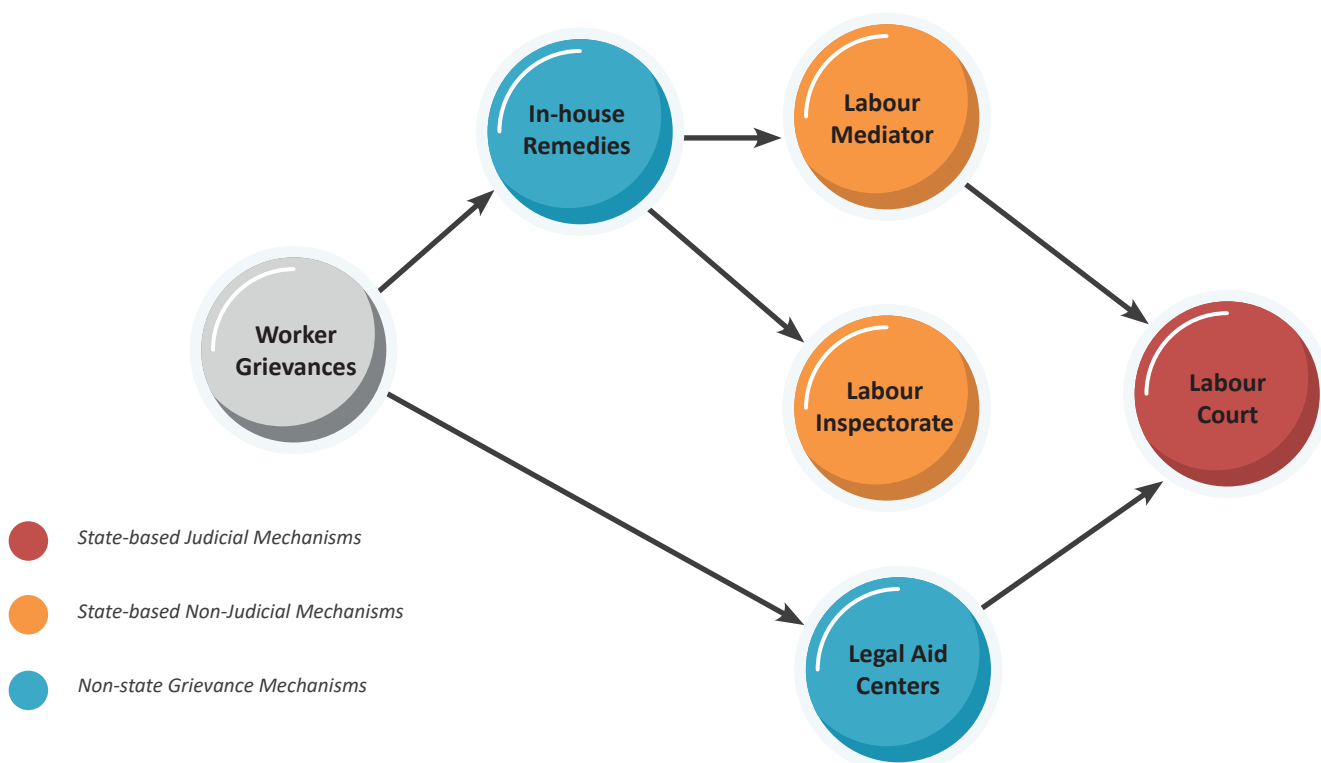 In-house
Remedies
Labour
Mediator
Worker
Grievances
Labour
Inspectorate
Labour
Court
Legal Aid
Centers
State-based Judicial Mechanisms
State-based Non-Judicial Mechanisms
Non-state Grievance Mechanisms